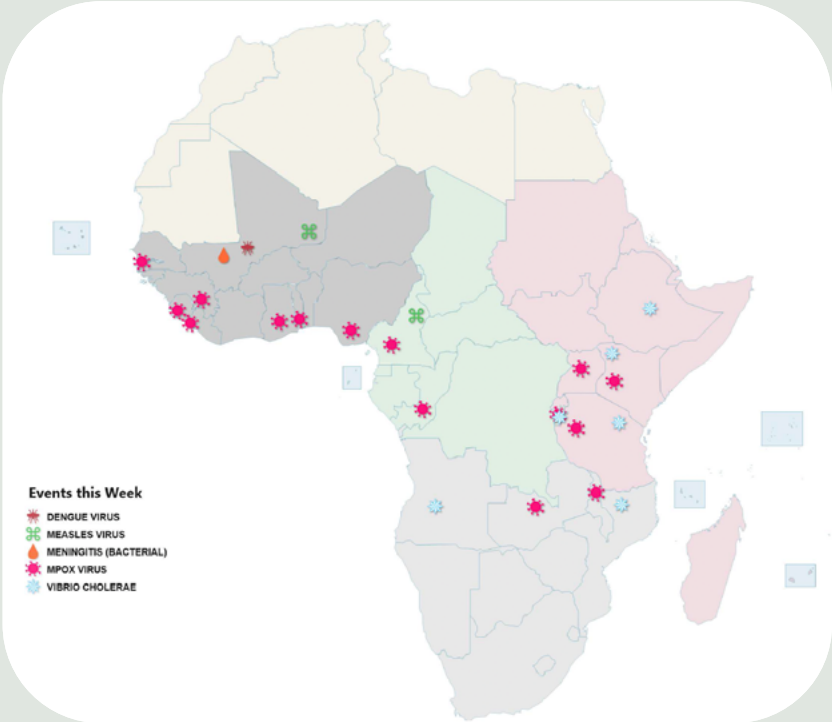 Events this Week
DENGUE VIRUS
MEASLES VIRUS
MENINGITIS (BACTERIAL)
MPOX VIRUS
VIBRIO CHOLERAE